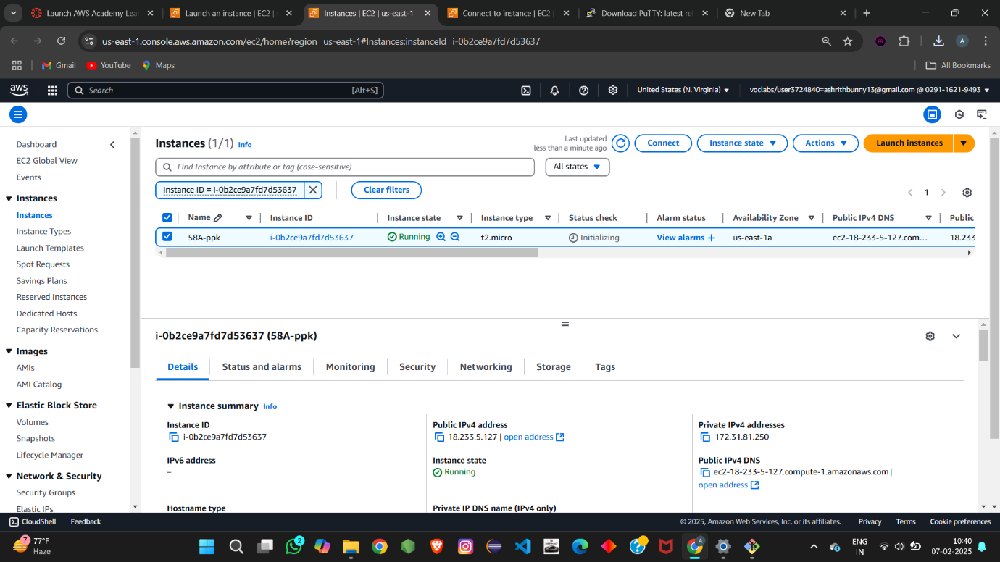 Launch AWS Academy Lea
Launch an instance | EC2 |
Instances | EC2 | us-east-1
Connect to instance | EC2 |
Download PuTTY: latest rel
New Tab
us-east-1.console.aws.amazon.com/ec2/home?region=us-east-1#Instances:instanceId=i-0b2ce9a7fd7d53637
A
Gmail
YouTube
Maps
All Bookmarks
aws
Search
[Alt+S]
United States (N. Virginia)
voclabs/user3724840=ashrithbunny13@gmail.com @ 0291-1621-9493
Dashboard
EC2 Global View
Events
Instances
Instances
Instance Types
Launch Templates
Spot Requests
Savings Plans
Reserved Instances
Dedicated Hosts
Capacity Reservations
Images
AMIs
AMI Catalog
Elastic Block Store
Volumes
Snapshots
Lifecycle Manager
Network & Security
Security Groups
Elastic IPs
Instances (1/1) Info
Last updated
less than a minute ago
Connect
Instance state
Actions
Launch instances
Find Instance by attribute or tag (case-sensitive)
All states
Instance ID = i-0b2ce9a7fd7d53637
Clear filters
1
Name Instance ID Instance state Instance type Status check Alarm status Availability Zone Public IPv4 DNS Public
58A-ppk i-0b2ce9a7fd7d53637 Running t2.micro Initializing View alarms + us-east-1a ec2-18-233-5-127.com... 18.233
i-0b2ce9a7fd7d53637 (58A-ppk)
Details Status and alarms Monitoring Security Networking Storage Tags
Instance summary Info
Instance ID
i-0b2ce9a7fd7d53637
Public IPv4 address
18.233.5.127 | open address
Private IPv4 addresses
172.31.81.250
IPv6 address
–
Instance state
Running
Public IPv4 DNS
ec2-18-233-5-127.compute-1.amazonaws.com |
open address
Hostname type
Private IP DNS name (IPv4 only)
CloudShell
Feedback
© 2025, Amazon Web Services, Inc. or its affiliates.
Privacy
Terms
Cookie preferences
7
77°F
Haze
2
A
ENG
IN
10:40
07-02-2025